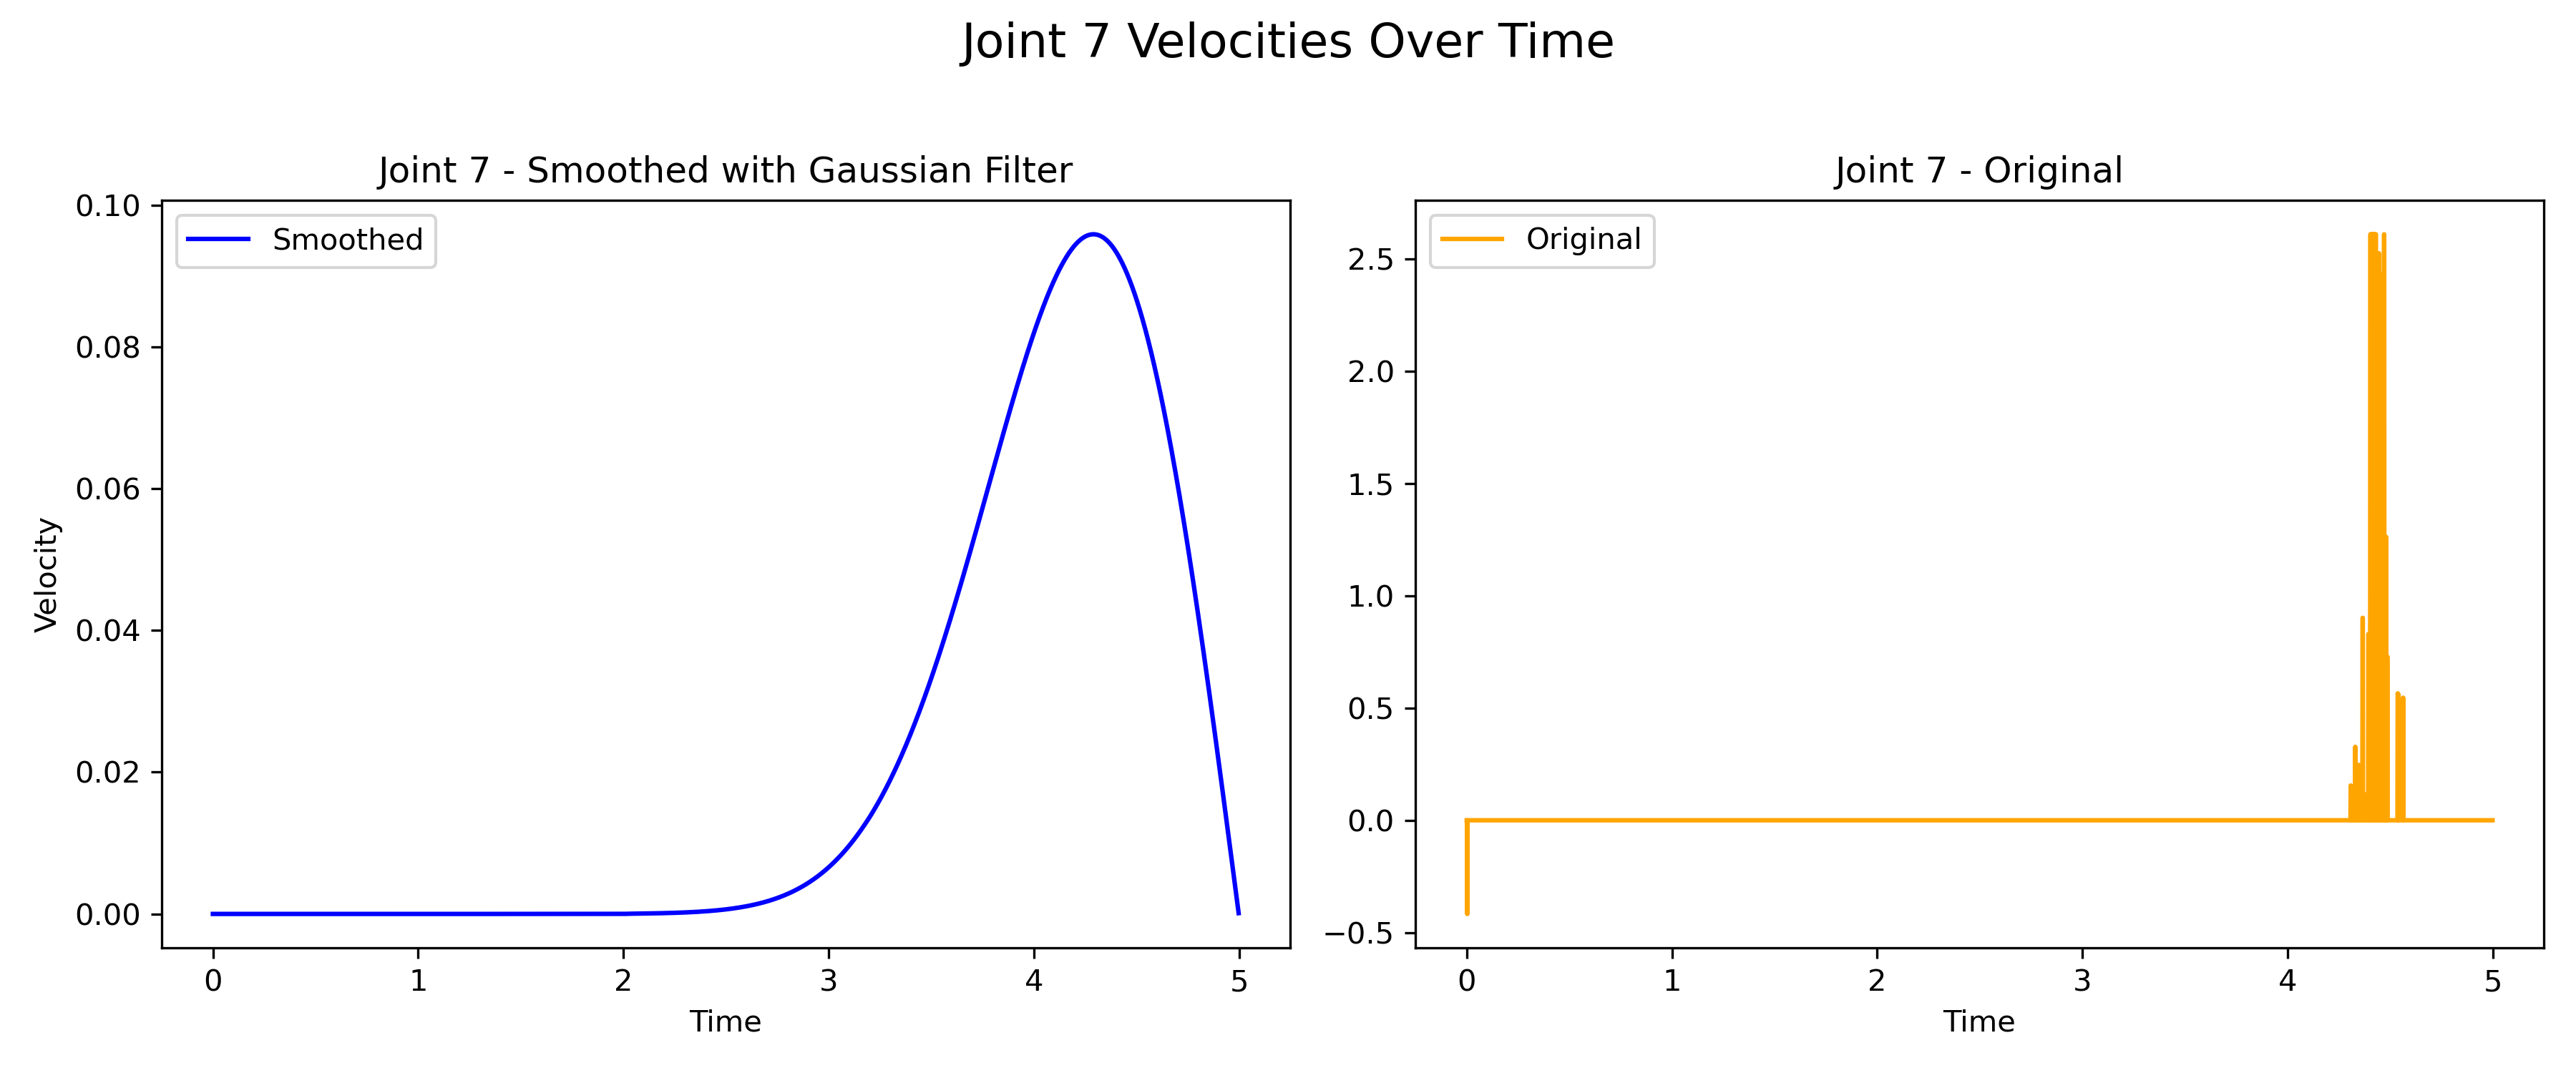 Joint 7 Velocities Over Time
Joint 7 - Smoothed with Gaussian Filter
Smoothed
0.10
0.08
0.06
0.04
0.02
0.00
Velocity
0 1 2 3 4 5
Time
Joint 7 - Original
Original
2.5
2.0
1.5
1.0
0.5
0.0
−0.5
0 1 2 3 4 5
Time